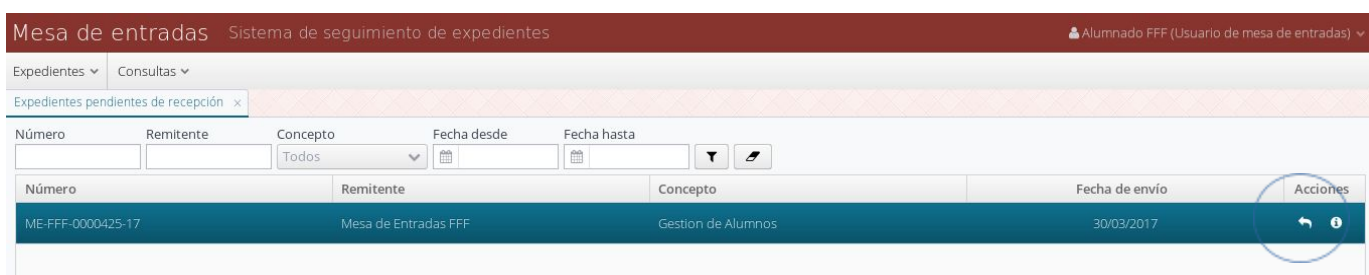 Mesa de entradas Sistema de seguimiento de expedientes Alumnado FFF (Usuario de mesa de entradas)
Expedientes Consultas
Expedientes pendientes de recepción ×
Número Remitente Concepto Fecha desde Fecha hasta
Todos
Número Remitente Concepto Fecha de envío Acciones
ME-FFF-0000425-17 Mesa de Entradas FFF Gestion de Alumnos 30/03/2017